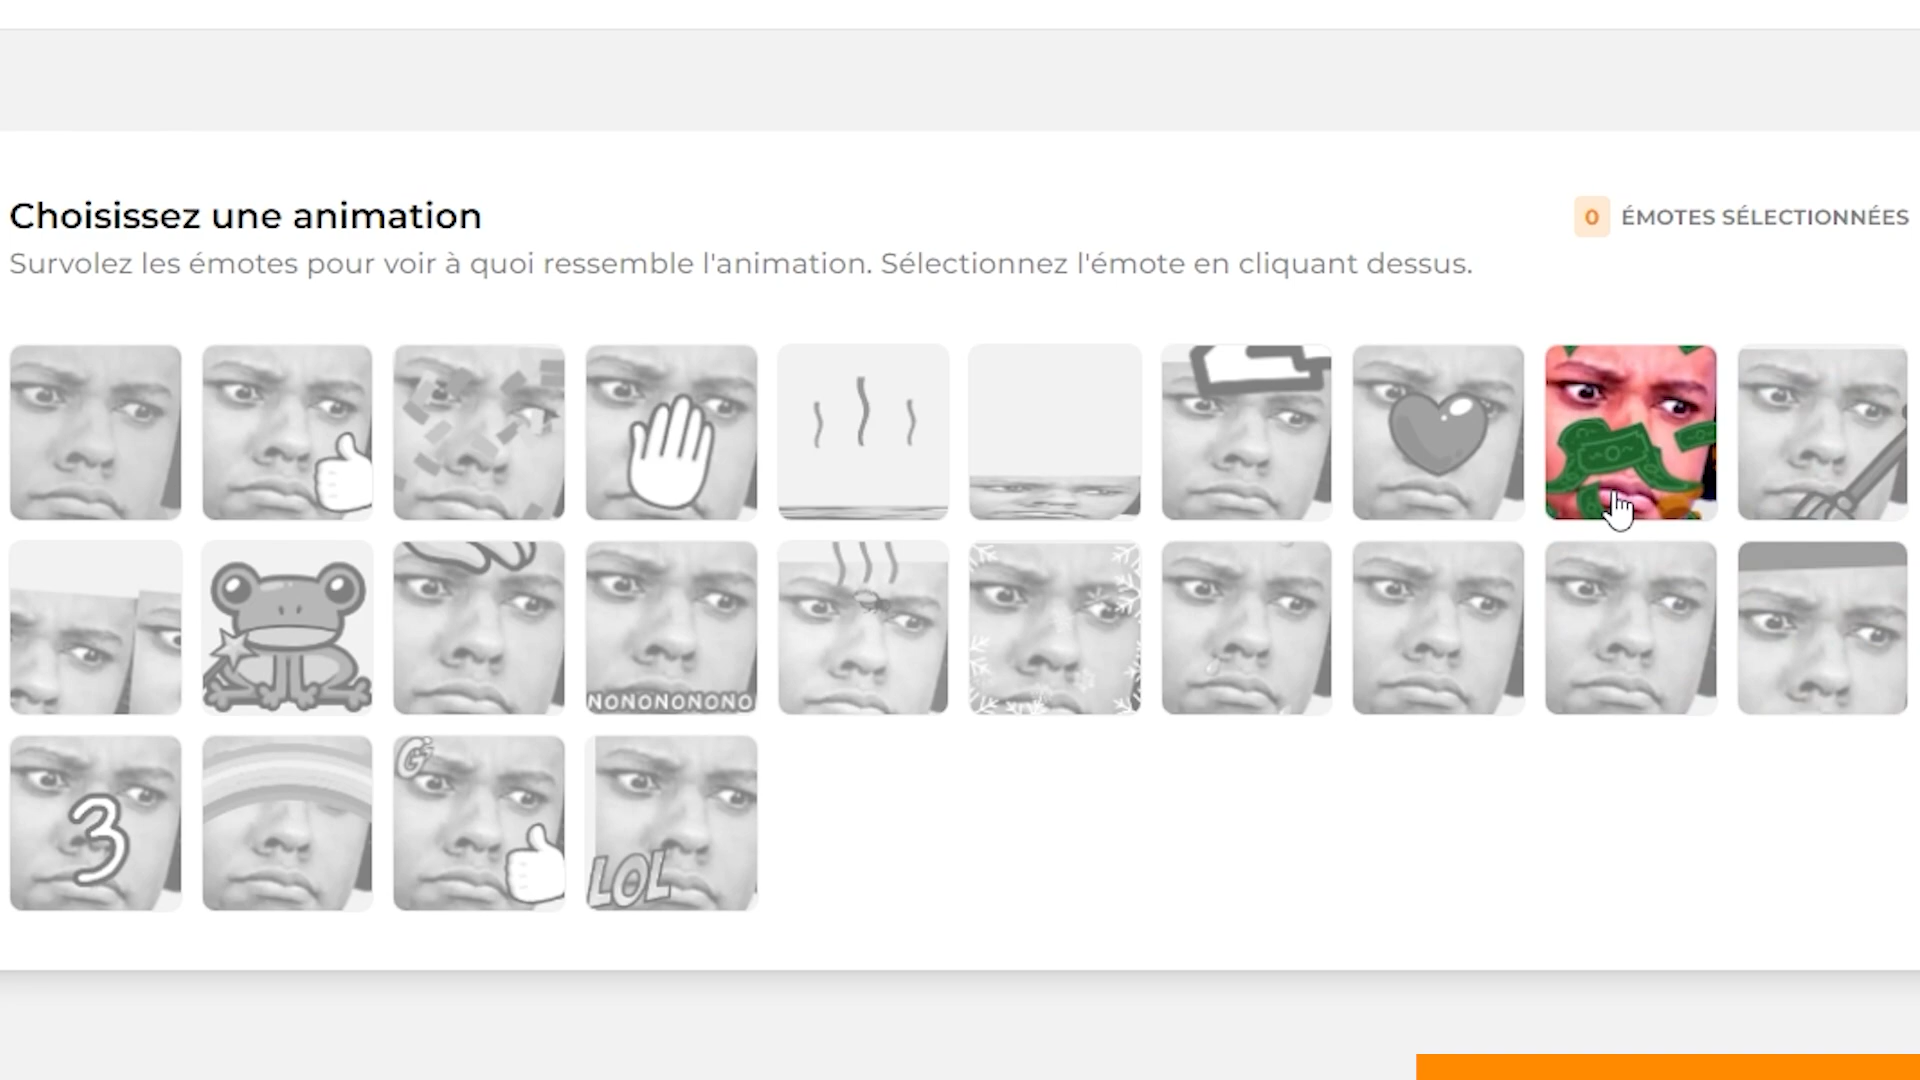 Choisissez une animation
0 ÉMOTES SÉLECTIONNÉES
Survolez les émotes pour voir à quoi ressemble l'animation. Sélectionnez l'émote en cliquant dessus.
NONONONONO
3
G
LOL